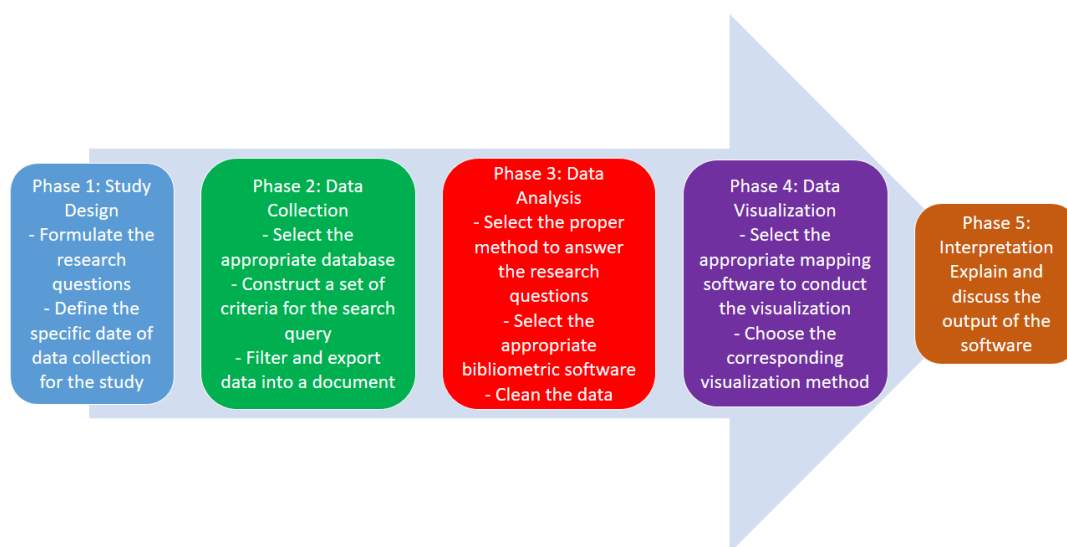 Phase 1: Study
Design
- Formulate the
research
questions
- Define the
specific date of
data collection
for the study
Phase 2: Data
Collection
- Select the
appropriate database
- Construct a set of
criteria for the search
query
- Filter and export
data into a document
Phase 3: Data
Analysis
- Select the proper
method to answer
the research
questions
- Select the
appropriate
bibliometric software
- Clean the data
Phase 4: Data
Visualization
- Select the
appropriate mapping
software to conduct
the visualization
- Choose the
corresponding
visualization method
Phase 5:
Interpretation
Explain and
discuss the
output of the
software